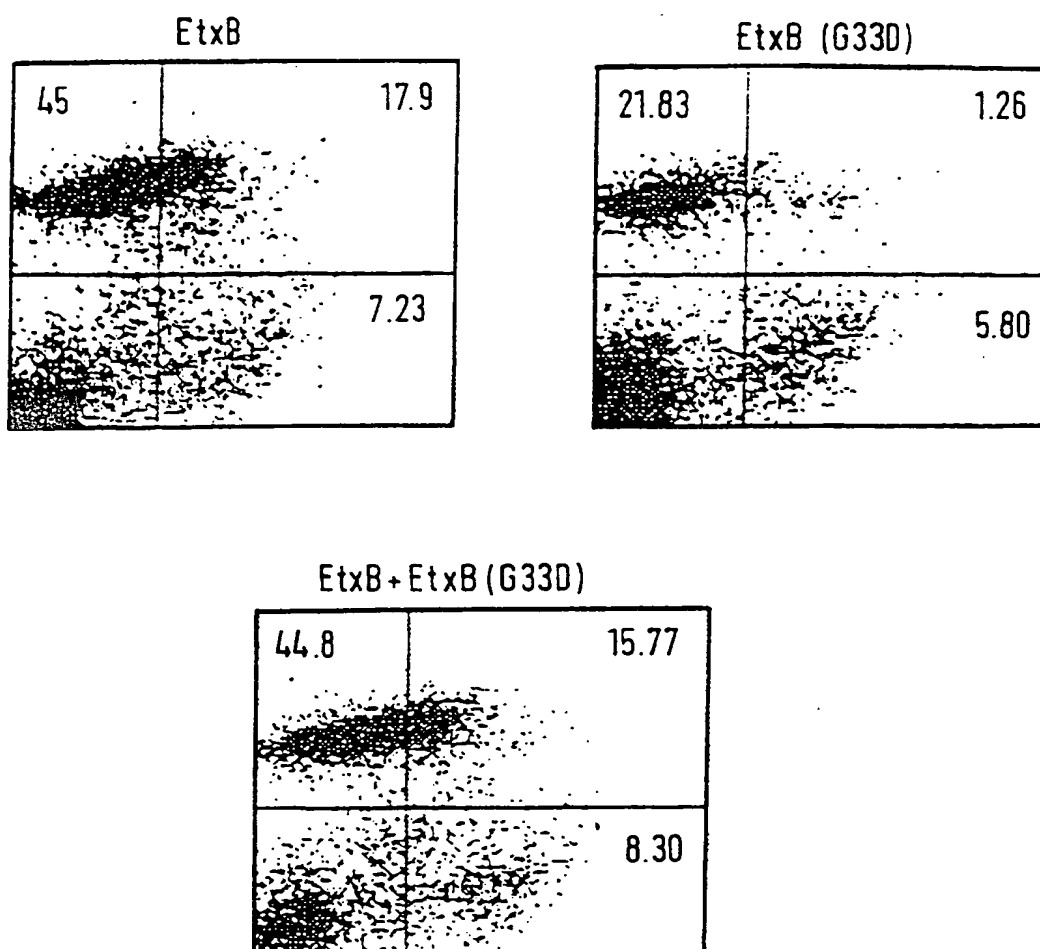 EtxB
45 17.9
7.23
EtxB (G33D)
21.83 1.26
5.80
EtxB + EtxB (G33D)
44.8 15.77
8.30